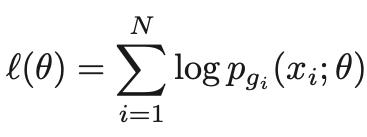 ℓ(θ) = ∑_{i=1}^{N} log p_{g_i}(x_i; θ)